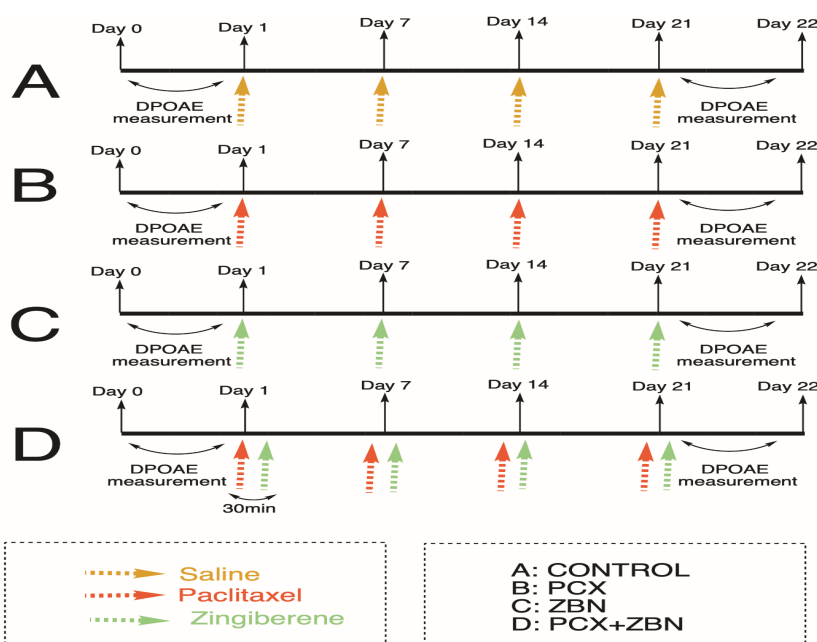 Day 0 Day 1 Day 7 Day 14 Day 21 Day 22
A
DPOAE
measurement
DPOAE
measurement
Day 0 Day 1 Day 7 Day 14 Day 21 Day 22
B
DPOAE
measurement
DPOAE
measurement
Day 0 Day 1 Day 7 Day 14 Day 21 Day 22
C
DPOAE
measurement
DPOAE
measurement
Day 0 Day 1 Day 7 Day 14 Day 21 Day 22
D
DPOAE
measurement
DPOAE
measurement
30min
Saline
Paclitaxel
Zingiberene
A: CONTROL
B: PCX
C: ZBN
D: PCX+ZBN